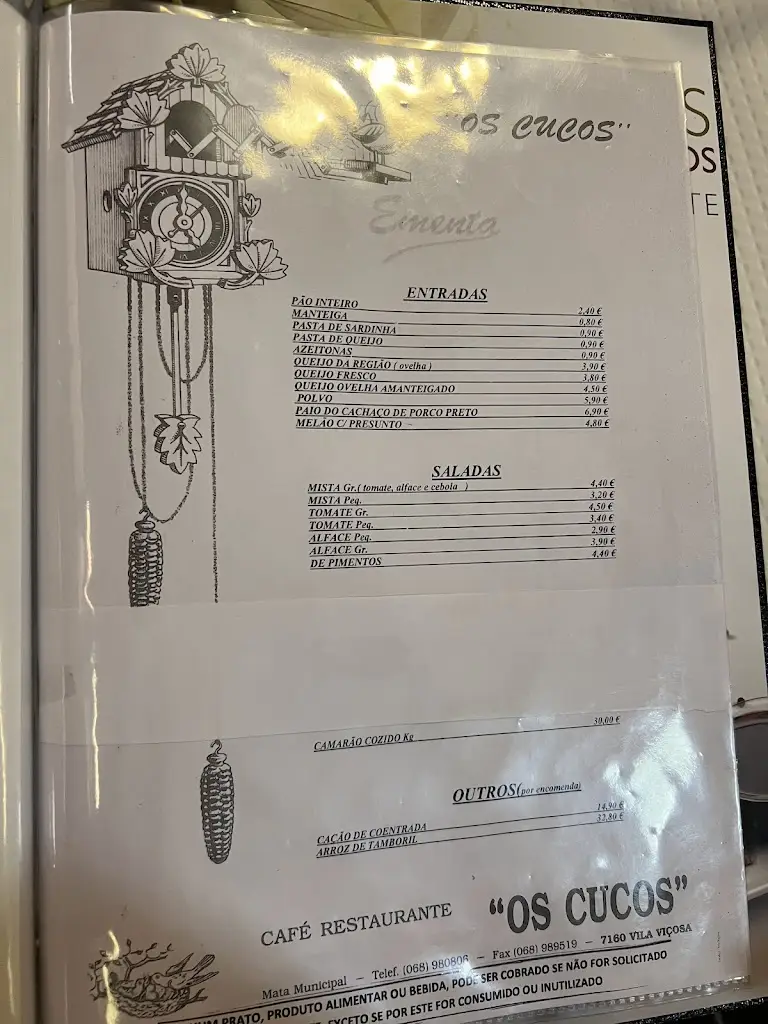 "OS CUCOS"
Ementa
ENTRADAS
PÃO INTEIRO 2,40 €
MANTEIGA 0,80 €
PASTA DE SARDINHA 0,90 €
PASTA DE QUEIJO 0,90 €
AZEITONAS 0,90 €
QUEIJO DA REGIÃO ( ovelha ) 3,90 €
QUEIJO FRESCO 3,80 €
QUEIJO OVELHA AMANTEIGADO 4,50 €
POLVO 5,90 €
PAIO DO CACHAÇO DE PORCO PRETO 6,90 €
MELÃO C/ PRESUNTO 4,80 €
SALADAS
MISTA Gr.( tomate, alface e cebola ) 4,40 €
MISTA Peq. 3,20 €
TOMATE Gr. 4,50 €
TOMATE Peq. 3,40 €
ALFACE Peq. 2,90 €
ALFACE Gr. 3,90 €
DE PIMENTOS 4,40 €
CAMARÃO COZIDO Kg 30,00 €
OUTROS(por encomenda)
CAÇÃO DE COENTRADA 14,90 €
ARROZ DE TAMBORIL 32,80 €
CAFÉ RESTAURANTE "OS CUCOS"
Mata Municipal - Telef. (068) 980806 - Fax (068) 989519 - 7160 VILA VIÇOSA
PRATO, PRODUTO ALIMENTAR OU BEBIDA, PODE SER COBRADO SE NÃO FOR SOLICITADO
EXCETO SE POR ESTE FOR CONSUMIDO OU INUTILIZADO